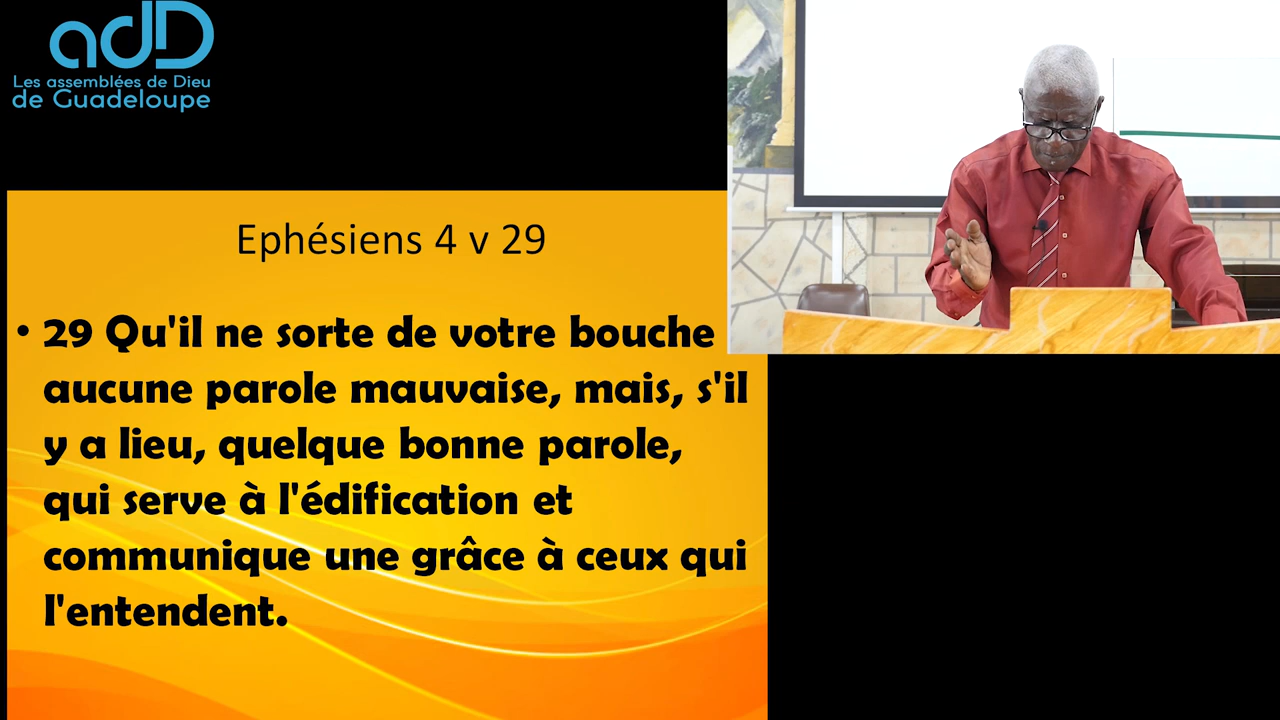 adD
Les assemblées de Dieu
de Guadeloupe
Ephésiens 4 v 29
• 29 Qu'il ne sorte de votre bouche
aucune parole mauvaise, mais, s'il
y a lieu, quelque bonne parole,
qui serve à l'édification et
communique une grâce à ceux qui
l'entendent.